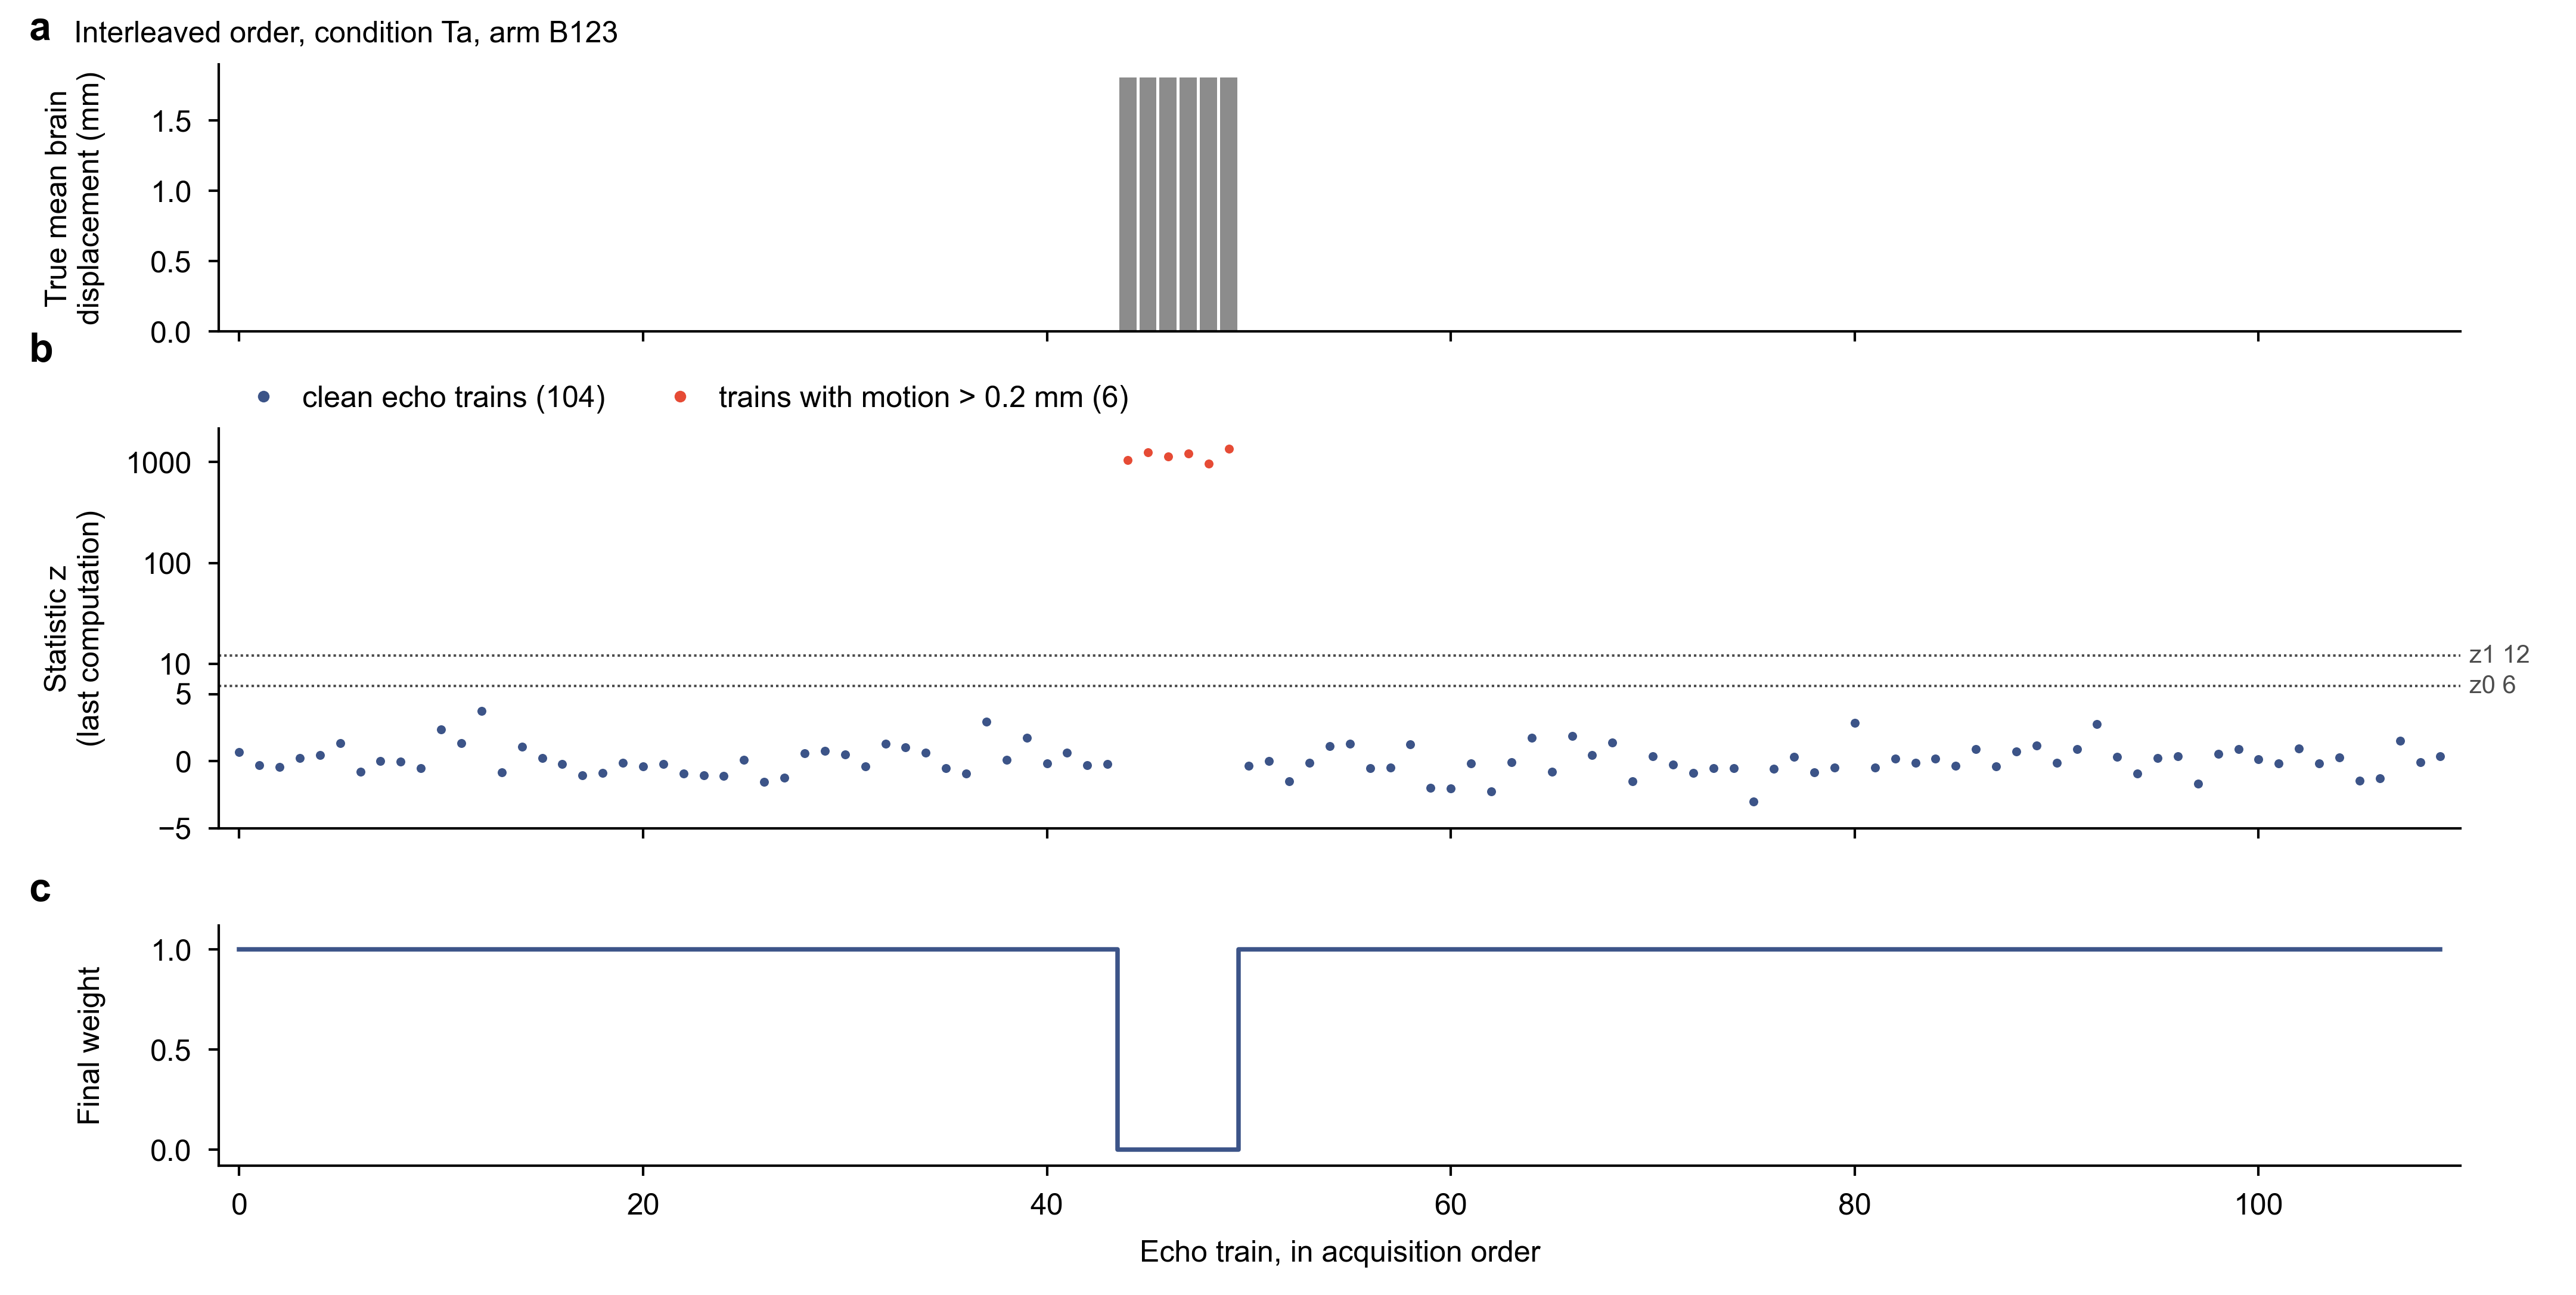 a Interleaved order, condition Ta, arm B123
True mean brain
displacement (mm)
1.5
1.0
0.5
0.0
b
clean echo trains (104)
trains with motion > 0.2 mm (6)
Statistic z
(last computation)
1000
100
10
5
0
−5
z1 12
z0 6
c
Final weight
1.0
0.5
0.0
0 20 40 60 80 100
Echo train, in acquisition order